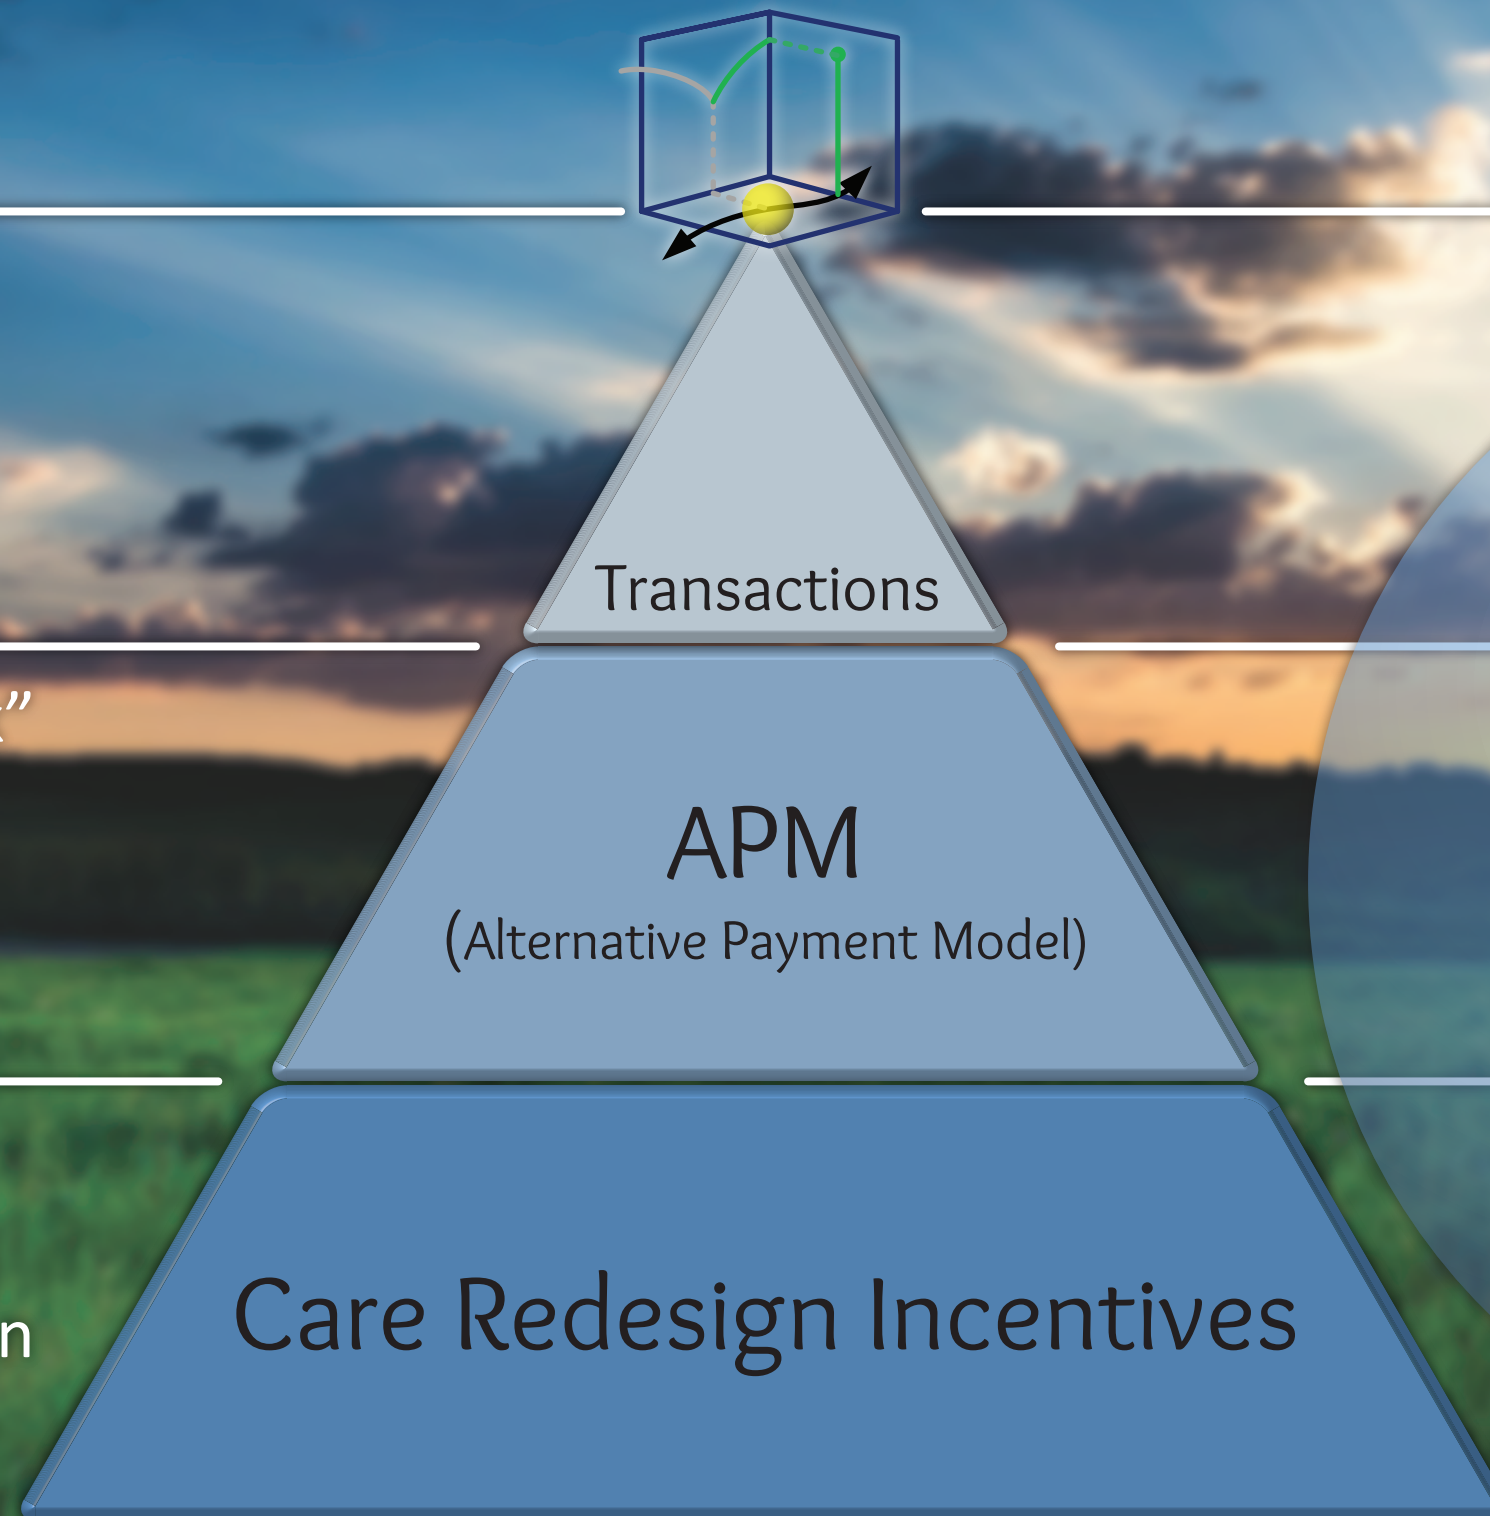 Transactions
APM
(Alternative Payment Model)
Care Redesign Incentives